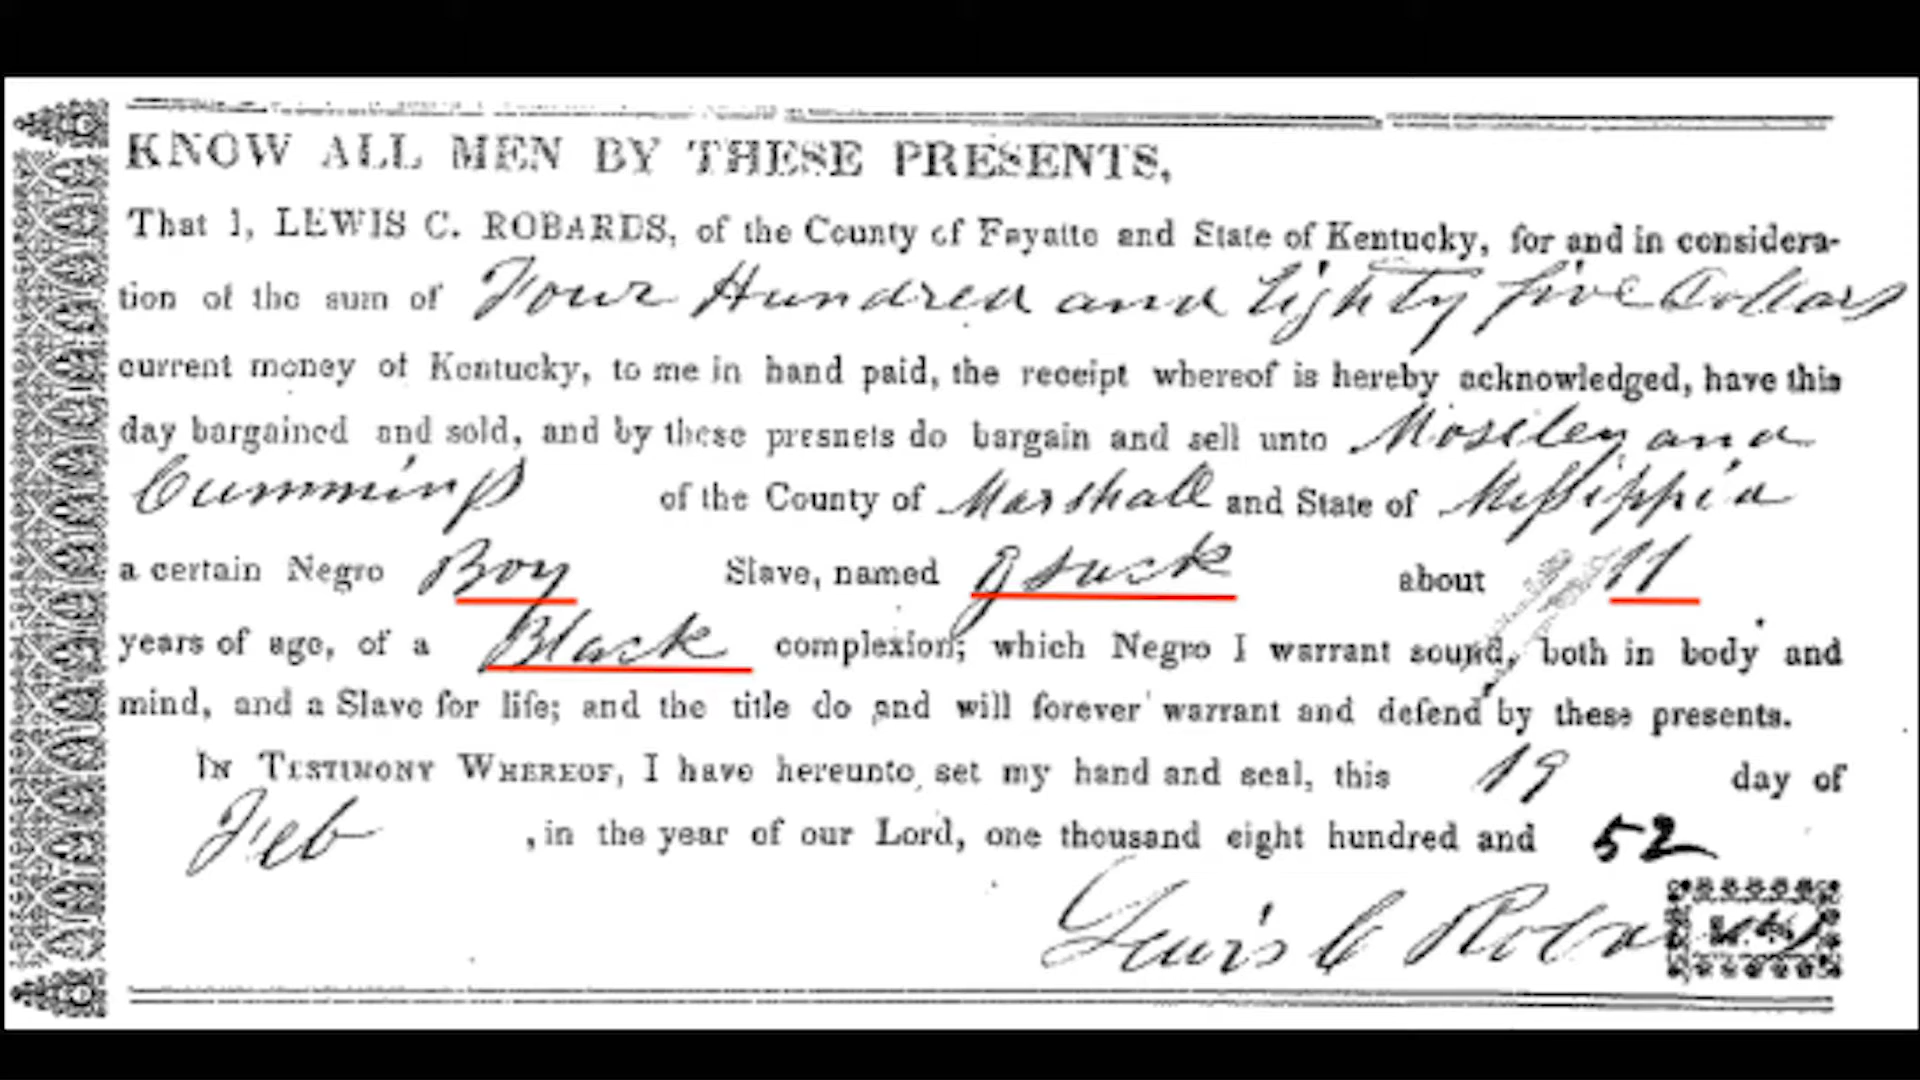 KNOW ALL MEN BY THESE PRESENTS,
That I, LEWIS C. ROBARDS, of the County of Fayette and State of Kentucky, for and in considera-
tion of the sum of Four Hundred and Eighty five Dollars
current money of Kentucky, to me in hand paid, the receipt whereof is hereby acknowledged, have this
day bargained and sold, and by these presnets do bargain and sell unto Moseley and
Cummings of the County of Marshall and State of
a certain Negro Boy Slave, named about 11
years of age, of a Black complexion; which Negro I warrant sound, both in body and
mind, and a Slave for life; and the title do and will forever warrant and defend by these presents.
IN TESTIMONY WHEREOF, I have hereunto set my hand and seal, this 19 day of
Feb , in the year of our Lord, one thousand eight hundred and 52
Lewis C Robards